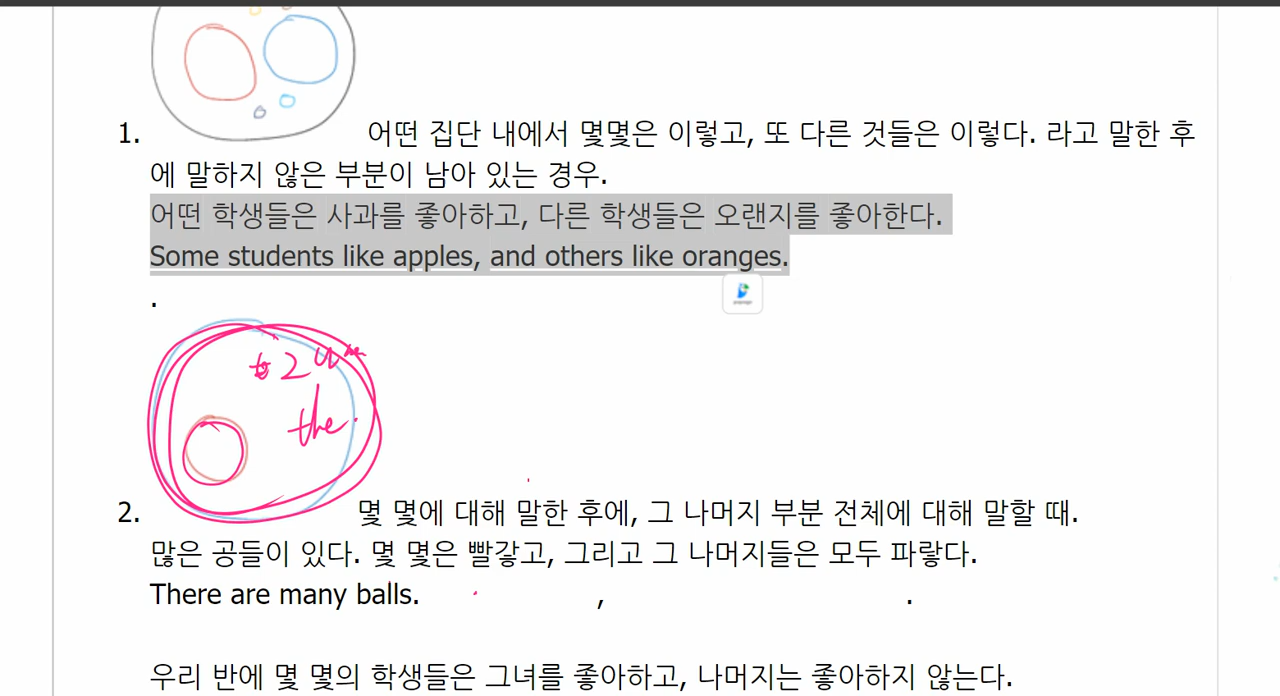 1. 어떤 집단 내에서 몇몇은 이렇고, 또 다른 것들은 이렇다. 라고 말한 후
에 말하지 않은 부분이 남아 있는 경우.
어떤 학생들은 사과를 좋아하고, 다른 학생들은 오랜지를 좋아한다.
Some students like apples, and others like oranges.
.
the
2. 몇 몇에 대해 말한 후에, 그 나머지 부분 전체에 대해 말할 때.
많은 공들이 있다. 몇 몇은 빨갛고, 그리고 그 나머지들은 모두 파랗다.
There are many balls. , .
우리 반에 몇 몇의 학생들은 그녀를 좋아하고, 나머지는 좋아하지 않는다.